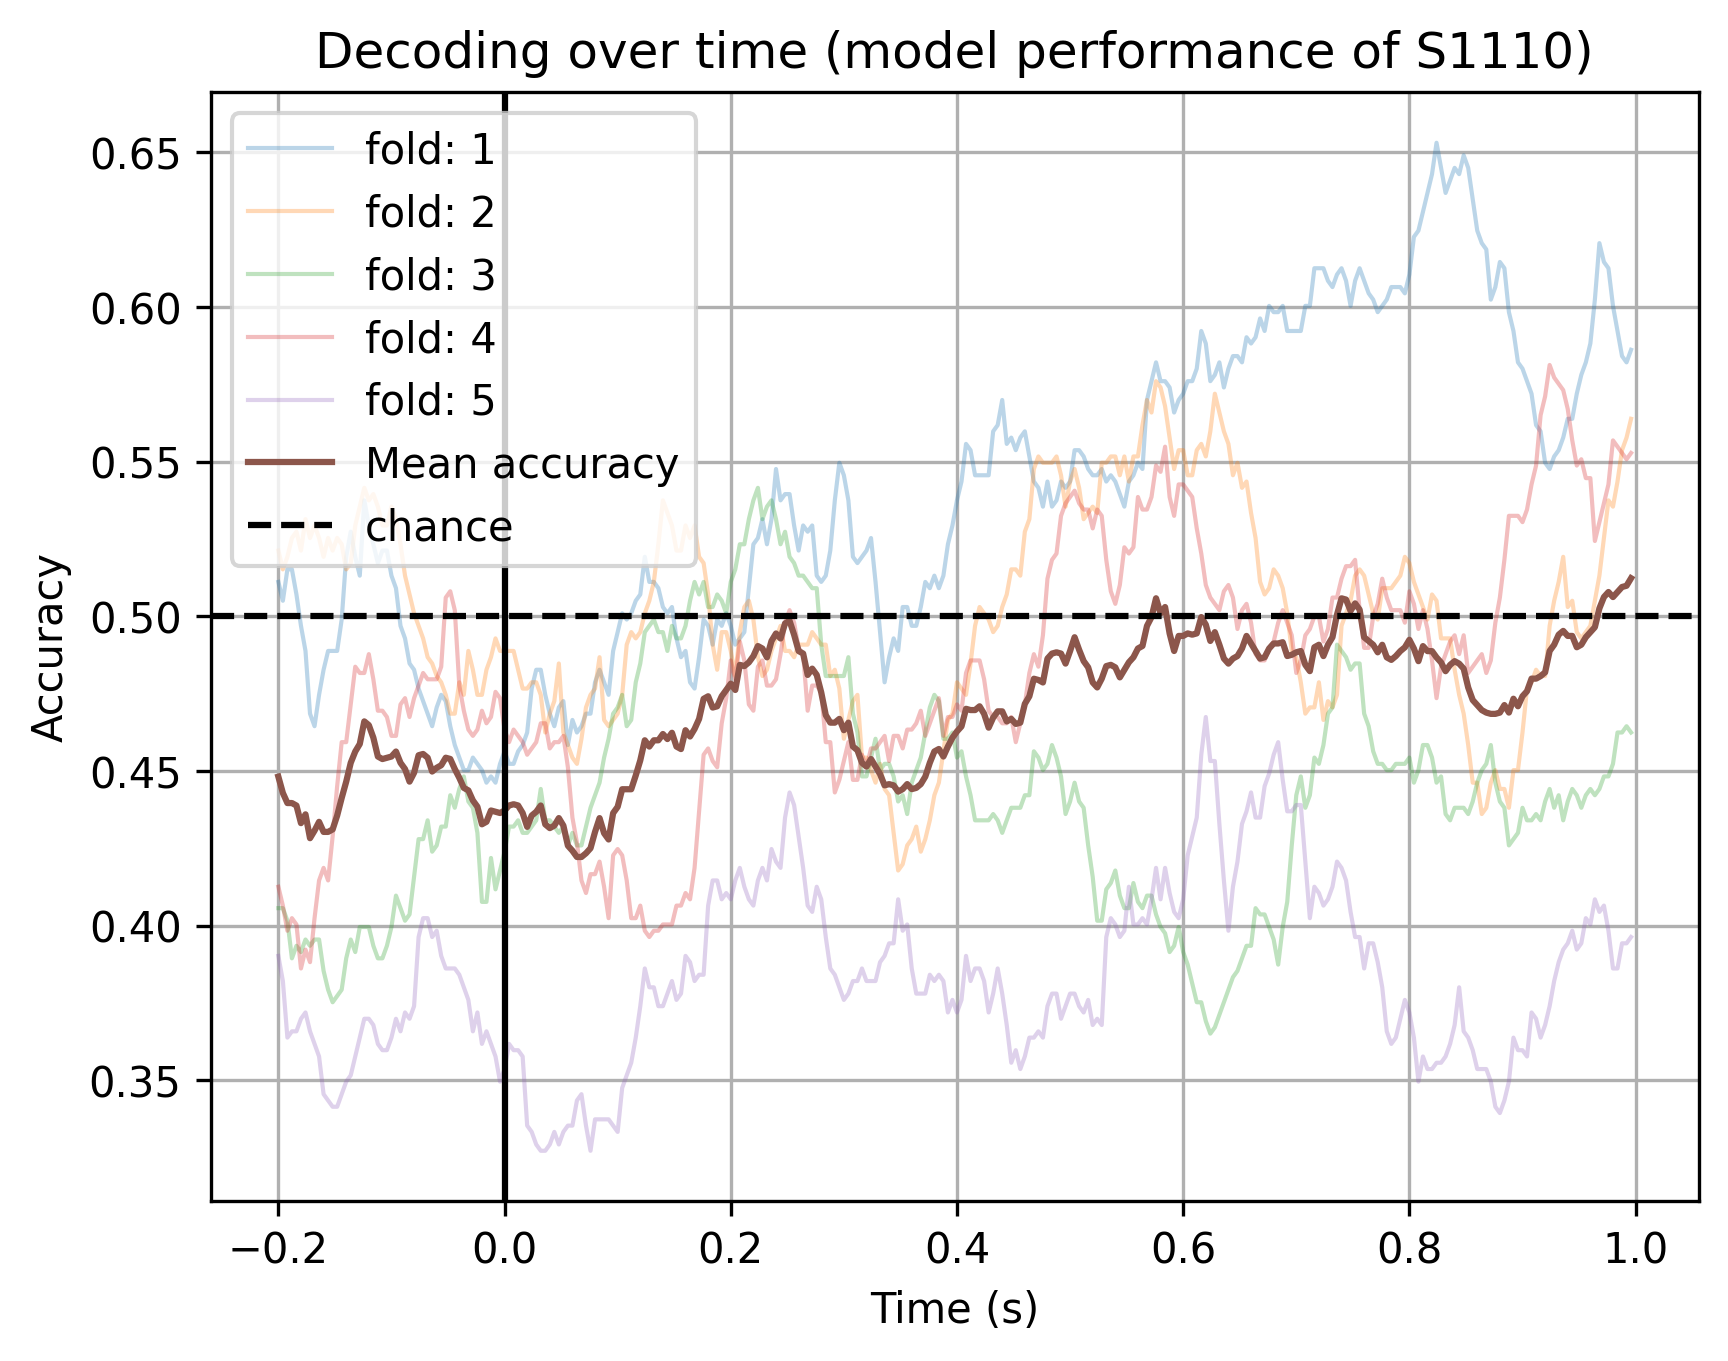 Decoding over time (model performance of S1110)
fold: 1
fold: 2
fold: 3
fold: 4
fold: 5
Mean accuracy
chance
Accuracy
0.65
0.60
0.55
0.50
0.45
0.40
0.35
−0.2 0.0 0.2 0.4 0.6 0.8 1.0
Time (s)